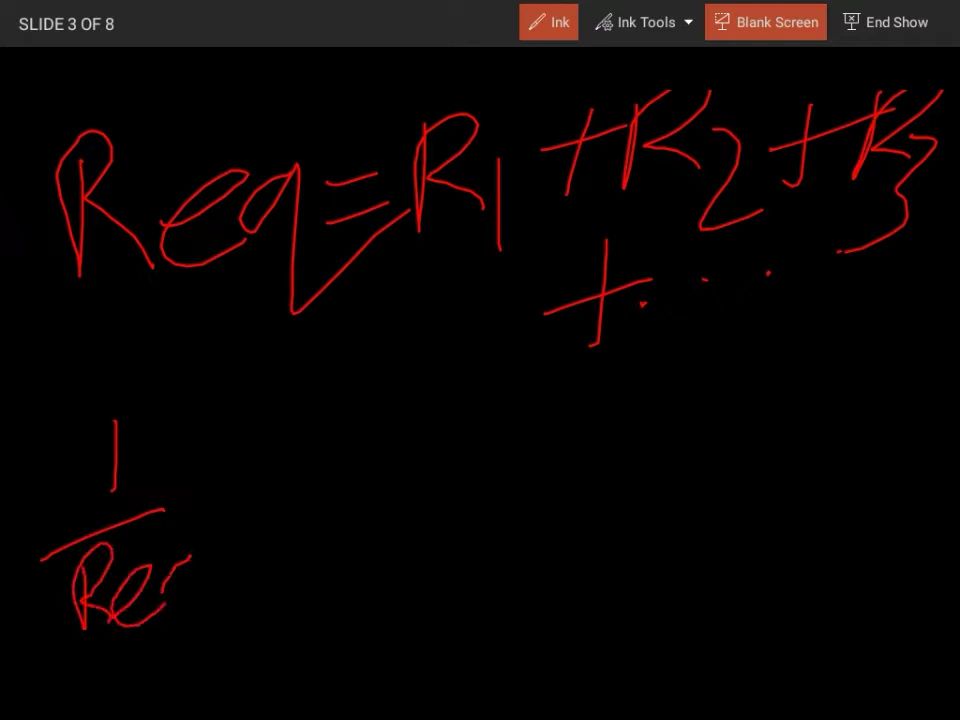 SLIDE 3 OF 8 Ink Ink Tools Blank Screen End Show
Req=R1+R2+R3
+....
1
Re